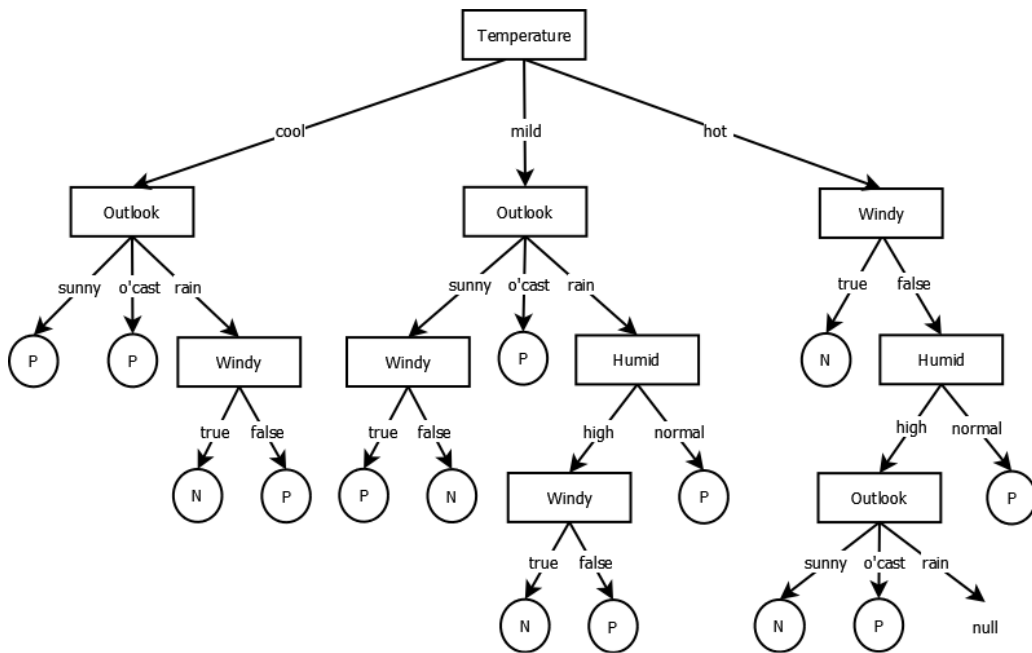 Temperature
cool mild hot
Outlook Outlook Windy
sunny o'cast rain sunny o'cast rain true false
P P Windy Windy P Humid N Humid
true false true false high normal high normal
N P P N Windy P Outlook P
true false sunny o'cast rain
N P N P null